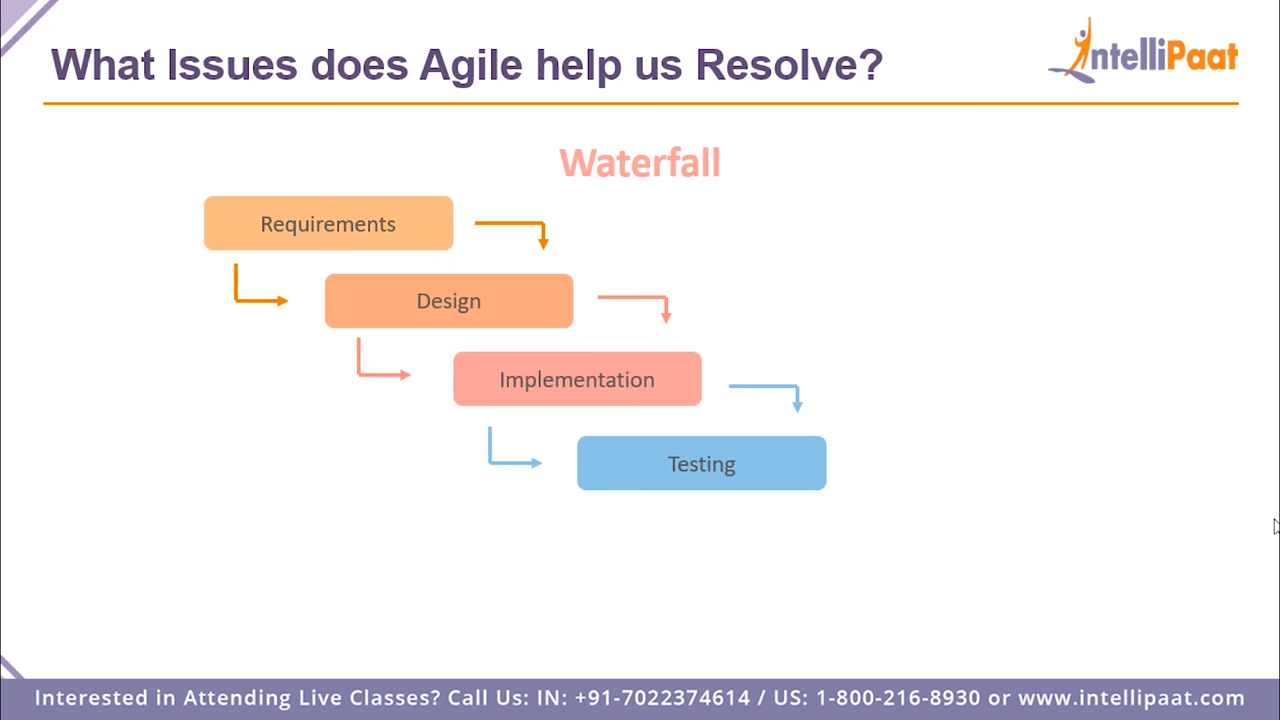 What Issues does Agile help us Resolve?
IntelliPaat
Waterfall
Requirements
Design
Implementation
Testing
Interested in Attending Live Classes? Call Us: IN: +91-7022374614 / US: 1-800-216-8930 or www.intellipaat.com